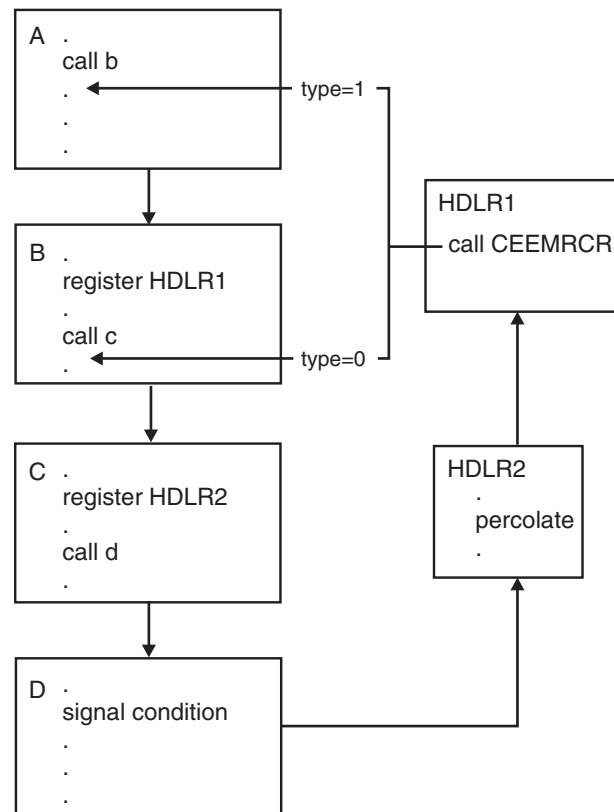 A .
call b
.
.
.
type=1
B .
register HDLR1
.
call c
.
type=0
C .
register HDLR2
.
call d
.
D .
signal condition
.
.
.
HDLR1
call CEEMRCR
HDLR2
.
percolate
.